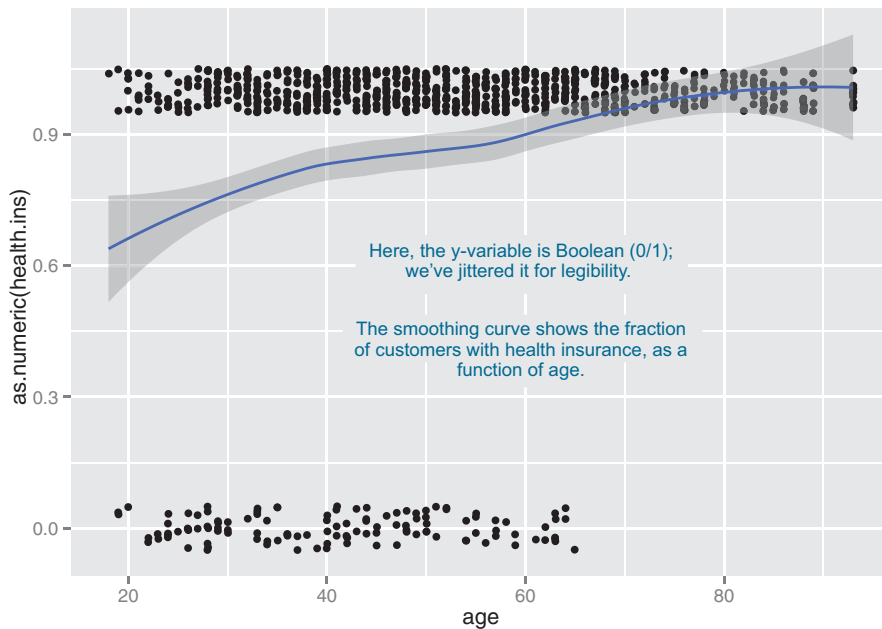 0.9
0.6
0.3
0.0
as.numeric(health.ins)
Here, the y-variable is Boolean (0/1);
we've jittered it for legibility.
The smoothing curve shows the fraction
of customers with health insurance, as a
function of age.
20
40
60
80
age